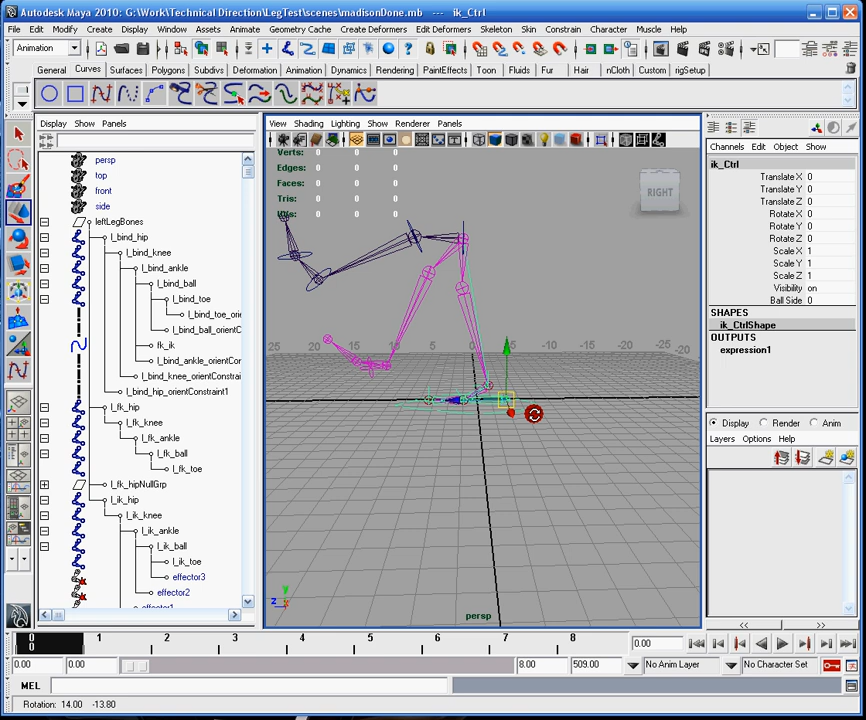 Autodesk Maya 2010: G:\Work\Technical Direction\LegTest\scenes\madisonDone.mb --- ik_Ctrl
File Edit Modify Create Display Window Assets Animate Geometry Cache Create Deformers Edit Deformers Skeleton Skin Constrain Character Muscle Help
Animation
General Curves Surfaces Polygons Subdivs Deformation Animation Dynamics Rendering PaintEffects Toon Fluids Fur Hair nCloth Custom rigSetup
Display Show Panels
View Shading Lighting Show Renderer Panels
Channels Edit Object Show
persp
top
front
side
leftLegBones
l_bind_hip
l_bind_knee
l_bind_ankle
l_bind_ball
l_bind_toe
l_bind_toe_ori
l_bind_ball_orientC
fk_ik
l_bind_ankle_orientCor
l_bind_knee_orientConstrai
l_bind_hip_orientConstraint1
l_fk_hip
l_fk_knee
l_fk_ankle
l_fk_ball
l_fk_toe
l_fk_hipNullGrp
l_ik_hip
l_ik_knee
l_ik_ankle
l_ik_ball
l_ik_toe
effector3
effector2
effector1
Verts: 0 0 0
Edges: 0 0 0
Faces: 0 0 0
Tris: 0 0 0
UVs: 0 0 0
RIGHT
25 20 15 10 5 0 -5 -10 -15 -20
y
z
persp
ik_Ctrl
Translate X 0
Translate Y 0
Translate Z 0
Rotate X 0
Rotate Y 0
Rotate Z 0
Scale X 1
Scale Y 1
Scale Z 1
Visibility on
Ball Side 0
SHAPES
ik_CtrlShape
OUTPUTS
expression1
Display Render Anim
Layers Options Help
<< >>
0 1 2 3 4 5 6 7 8
0
0.00
0.00 0.00 8.00 509.00 No Anim Layer No Character Set
MEL
Rotation: 14.00 -13.80